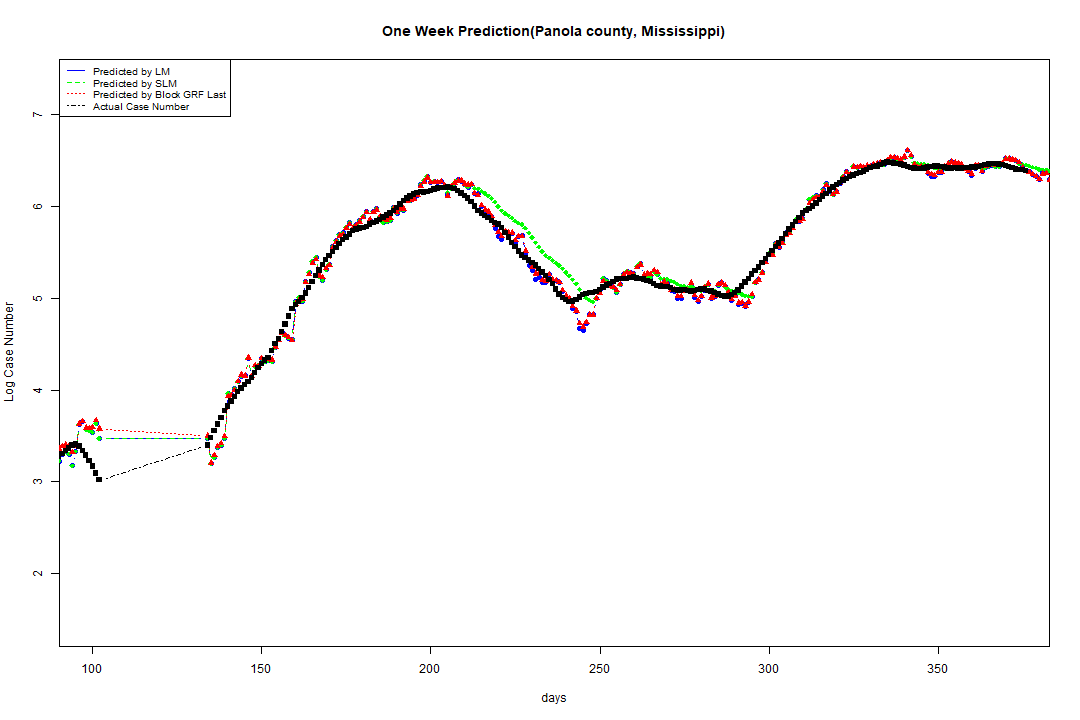 One Week Prediction(Panola county, Mississippi)
Predicted by LM
Predicted by SLM
Predicted by Block GRF Last
Actual Case Number
7
6
5
4
3
2
Log Case Number
100 150 200 250 300 350
days